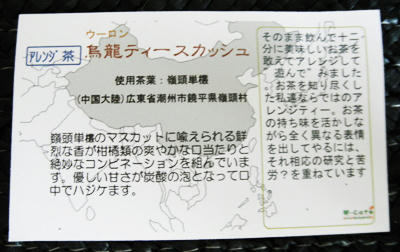 ウーロン
アレンジ茶
烏龍ティースカッシュ
使用茶葉：嶺頭単欉
(中国大陸)広東省潮州市饒平県嶺頭村
嶺頭単欉のマスカットに喩えられる鮮
烈な香が柑橘類の爽やかな口当たりと
絶妙なコンビネーションを組んでいま
す。優しい甘さが炭酸の泡となって口
中でハジケます。
そのまま飲んで十二
分に美味しいお茶を
敢えてアレンジして
”遊んで”みました
。お茶を知り尽くし
た私達ならではのア
レンジティー。お茶
の持ち味を活かしな
がら全く異なる表情
を出してやるには、
それ相応の研究と苦
労？を重ねています